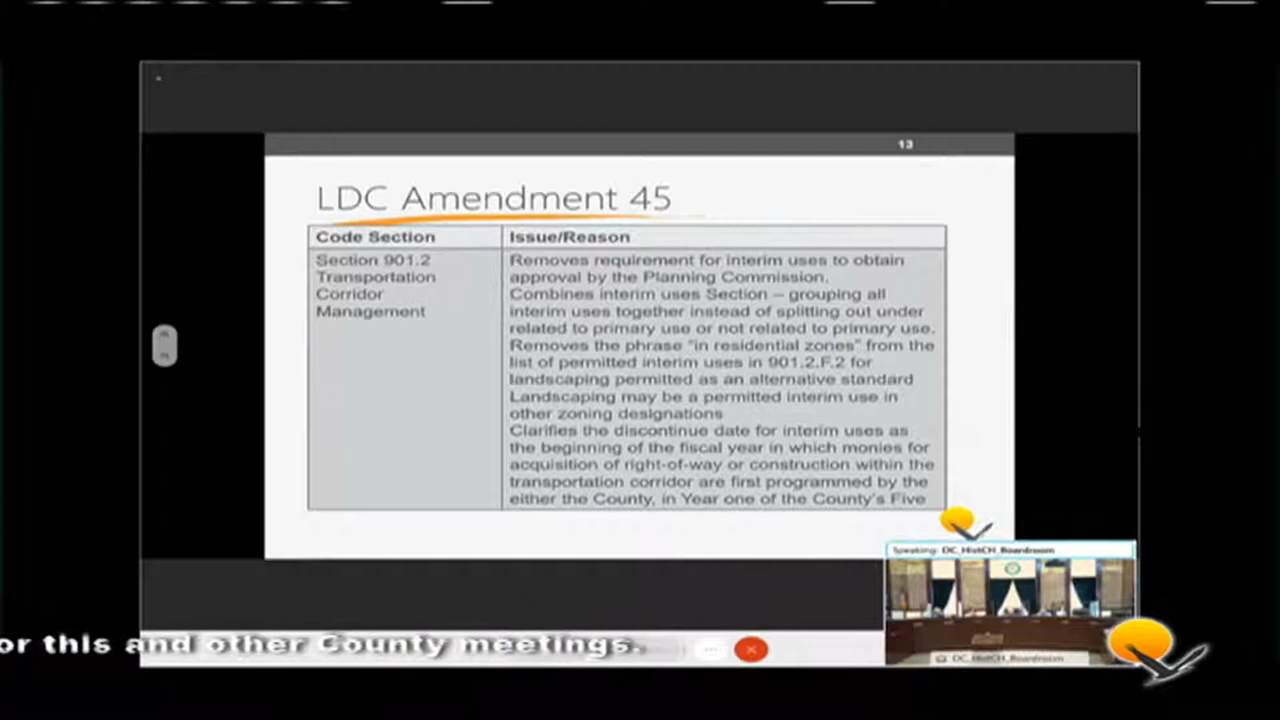 13
LDC Amendment 45
Code Section
Issue/Reason
Section 901.2
Transportation
Corridor
Management
Removes requirement for interim uses to obtain
approval by the Planning Commission.
Combines interim uses Section – grouping all
interim uses together instead of splitting out under
related to primary use or not related to primary use.
Removes the phrase "in residential zones" from the
list of permitted interim uses in 901.2.F.2 for
landscaping permitted as an alternative standard
Landscaping may be a permitted interim use in
other zoning designations
Clarifies the discontinue date for interim uses as
the beginning of the fiscal year in which monies for
acquisition of right-of-way or construction within the
transportation corridor are first programmed by the
either the County, in Year one of the County's Five
Speaking: DC_HistCH_Boardroom
DC_HistCH_Boardroom
or this and other County meetings.